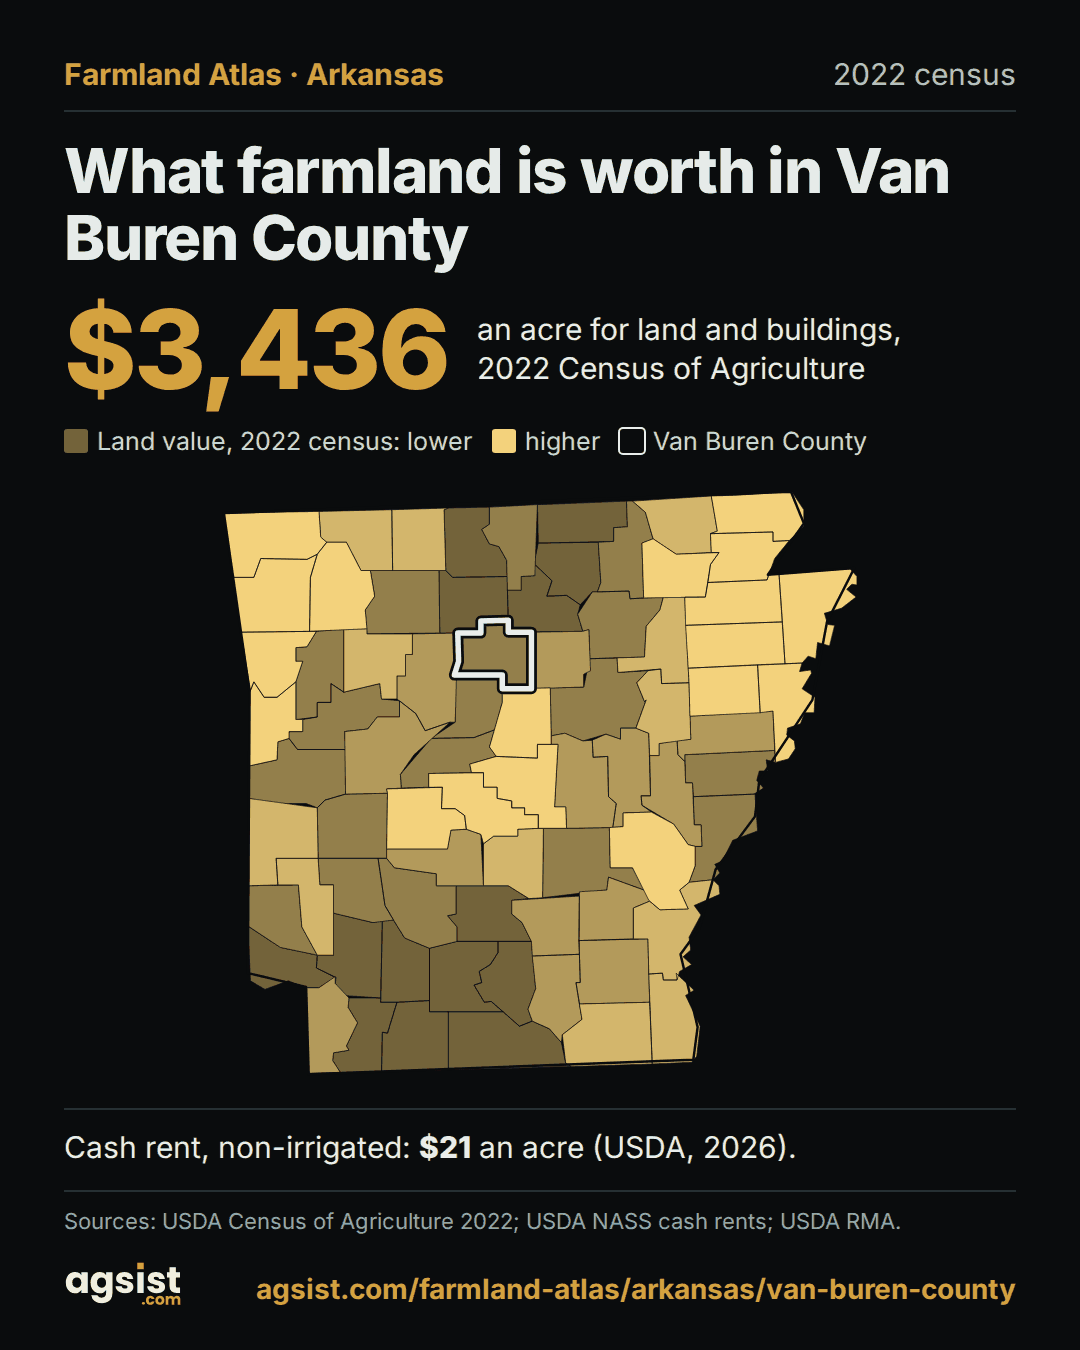 Farmland Atlas · Arkansas
2022 census
What farmland is worth in Van
Buren County
$3,436
an acre for land and buildings,
2022 Census of Agriculture
Land value, 2022 census: lower
higher
Van Buren County
Cash rent, non-irrigated: $21 an acre (USDA, 2026).
Sources: USDA Census of Agriculture 2022; USDA NASS cash rents; USDA RMA.
agsist
.com
agsist.com/farmland-atlas/arkansas/van-buren-county